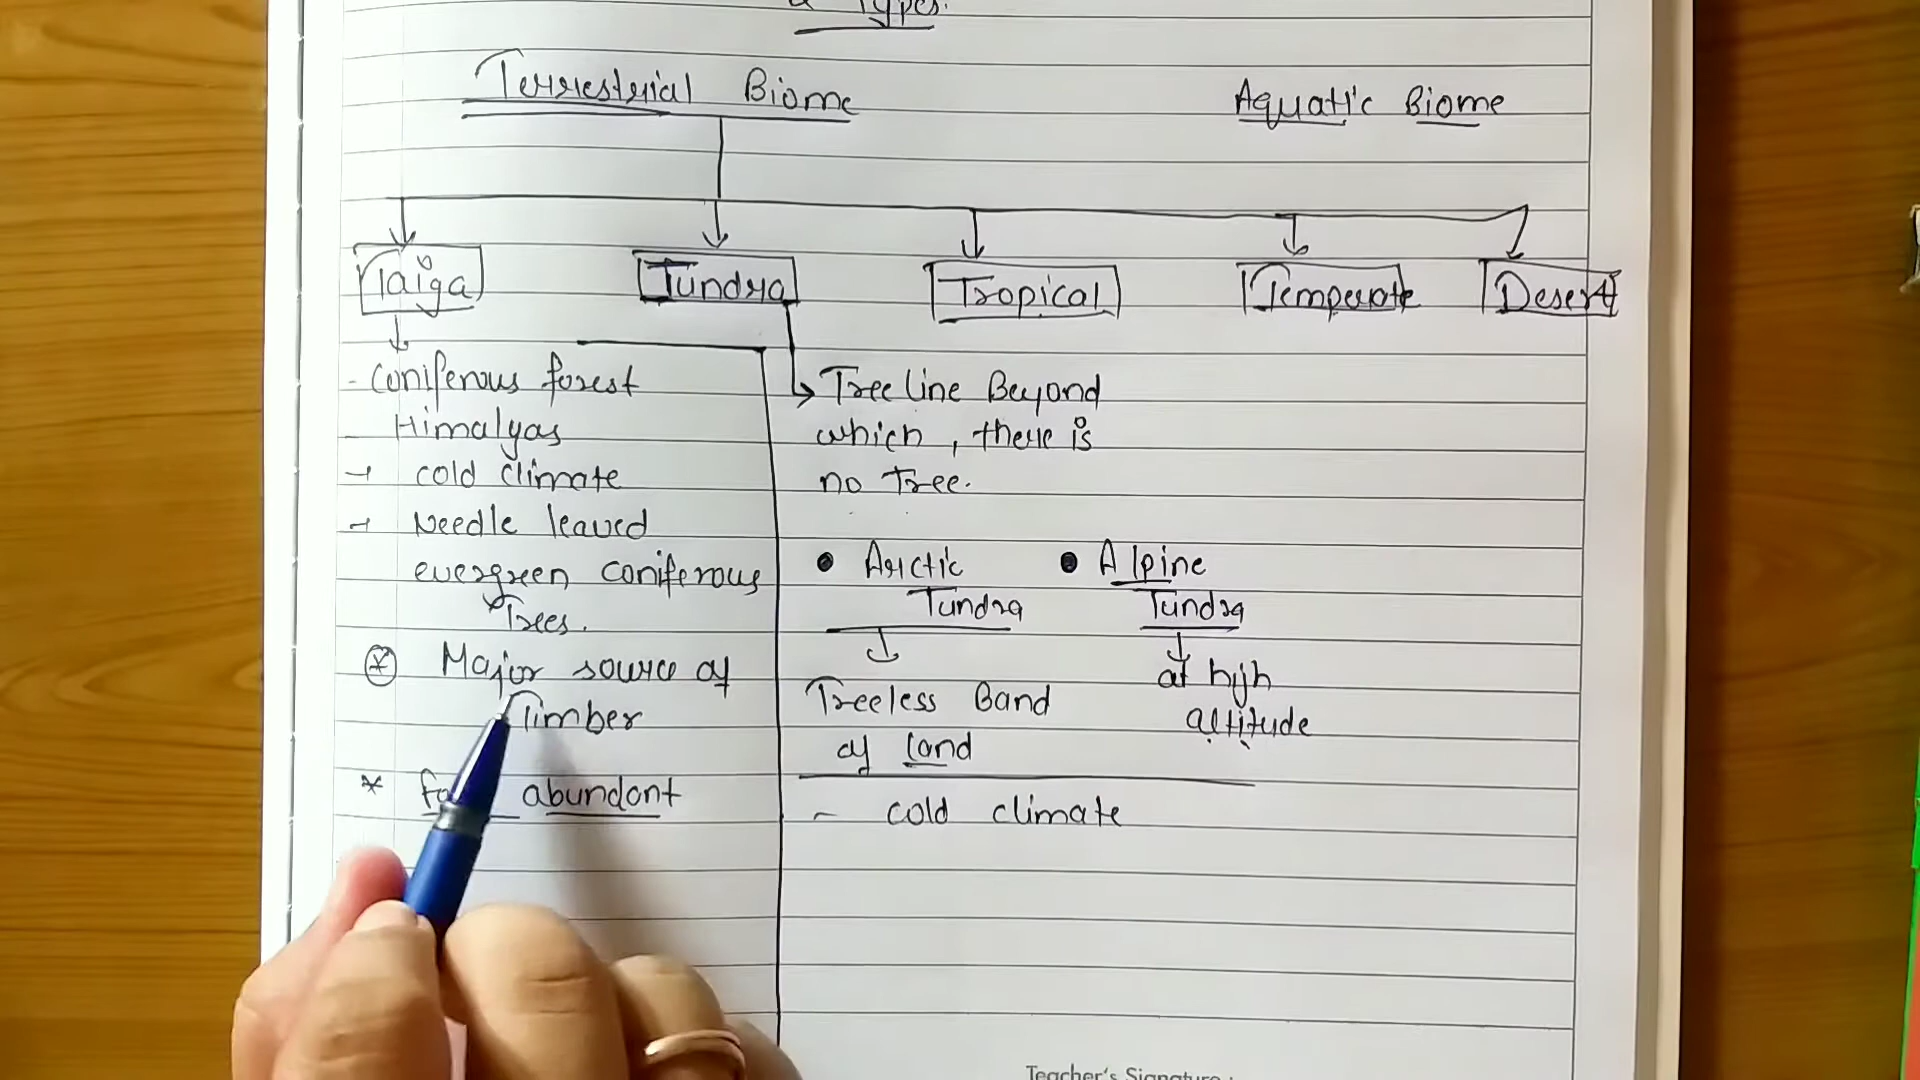 & Types.
Terrestrial Biome
Aquatic Biome
Taiga
Tundra
Tropical
Temperate
Desert
- Coniferous forest
Himalyas
→ cold climate
→ Needle leaved
evergreen coniferous
Trees.
* Major source of
Timber
* abundant
Tree line Beyond
which, there is
no Tree.
• Arctic
Tundra
Treeless Band
of land
• Alpine
Tundra
at high
altitude
- cold climate
Teacher's Signature :